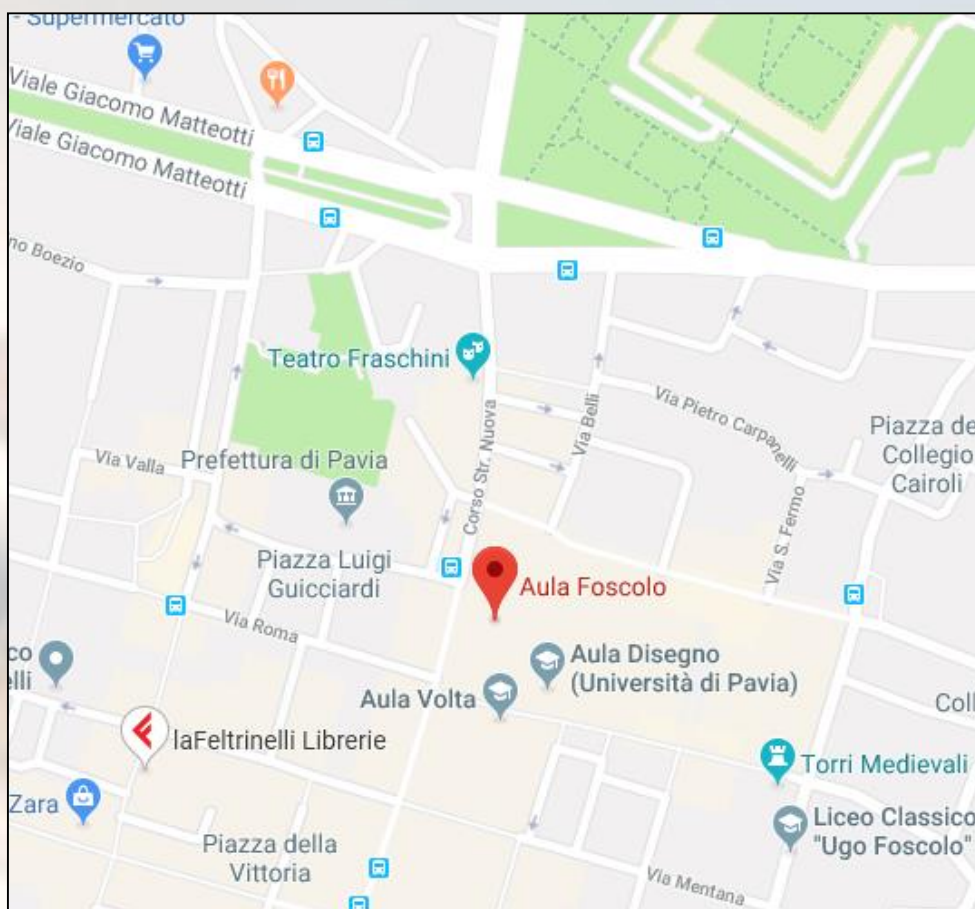 - Supermercato
Viale Giacomo Matteotti
Viale Giacomo Matteotti
no Boezio
Teatro Fraschini
Corso Str. Nuova
Via Belli
Via Pietro Carpanelli
Piazza de
Collegio
Cairoli
Via Valla
Prefettura di Pavia
Via S. Fermo
Piazza Luigi
Guicciardi
Aula Foscolo
Via Roma
co
elli
Aula Disegno
(Università di Pavia)
Aula Volta
Coll
laFeltrinelli Librerie
Torri Medievali
Zara
Liceo Classico
"Ugo Foscolo"
Piazza della
Vittoria
Via Mentana